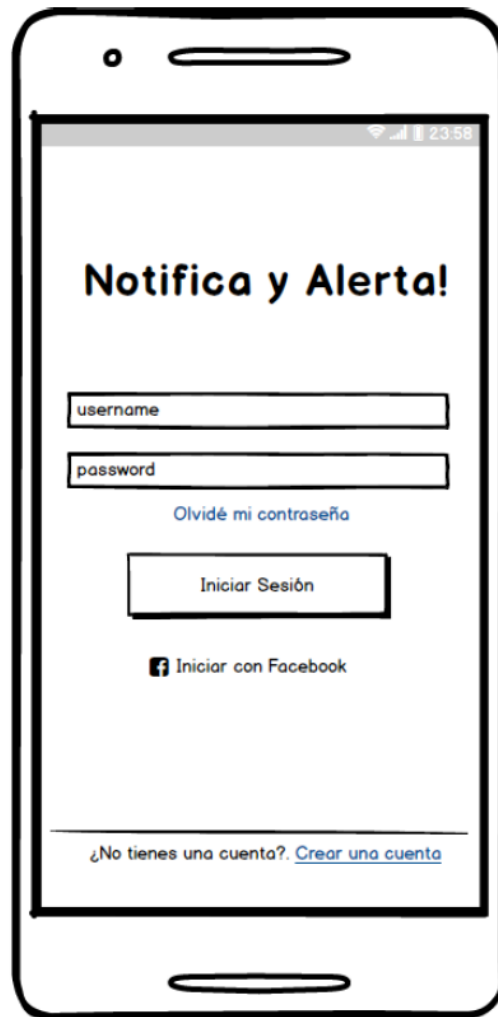 23:58
Notifica y Alerta!
username
password
Olvidé mi contraseña
Iniciar Sesión
Iniciar con Facebook
¿No tienes una cuenta?. Crear una cuenta